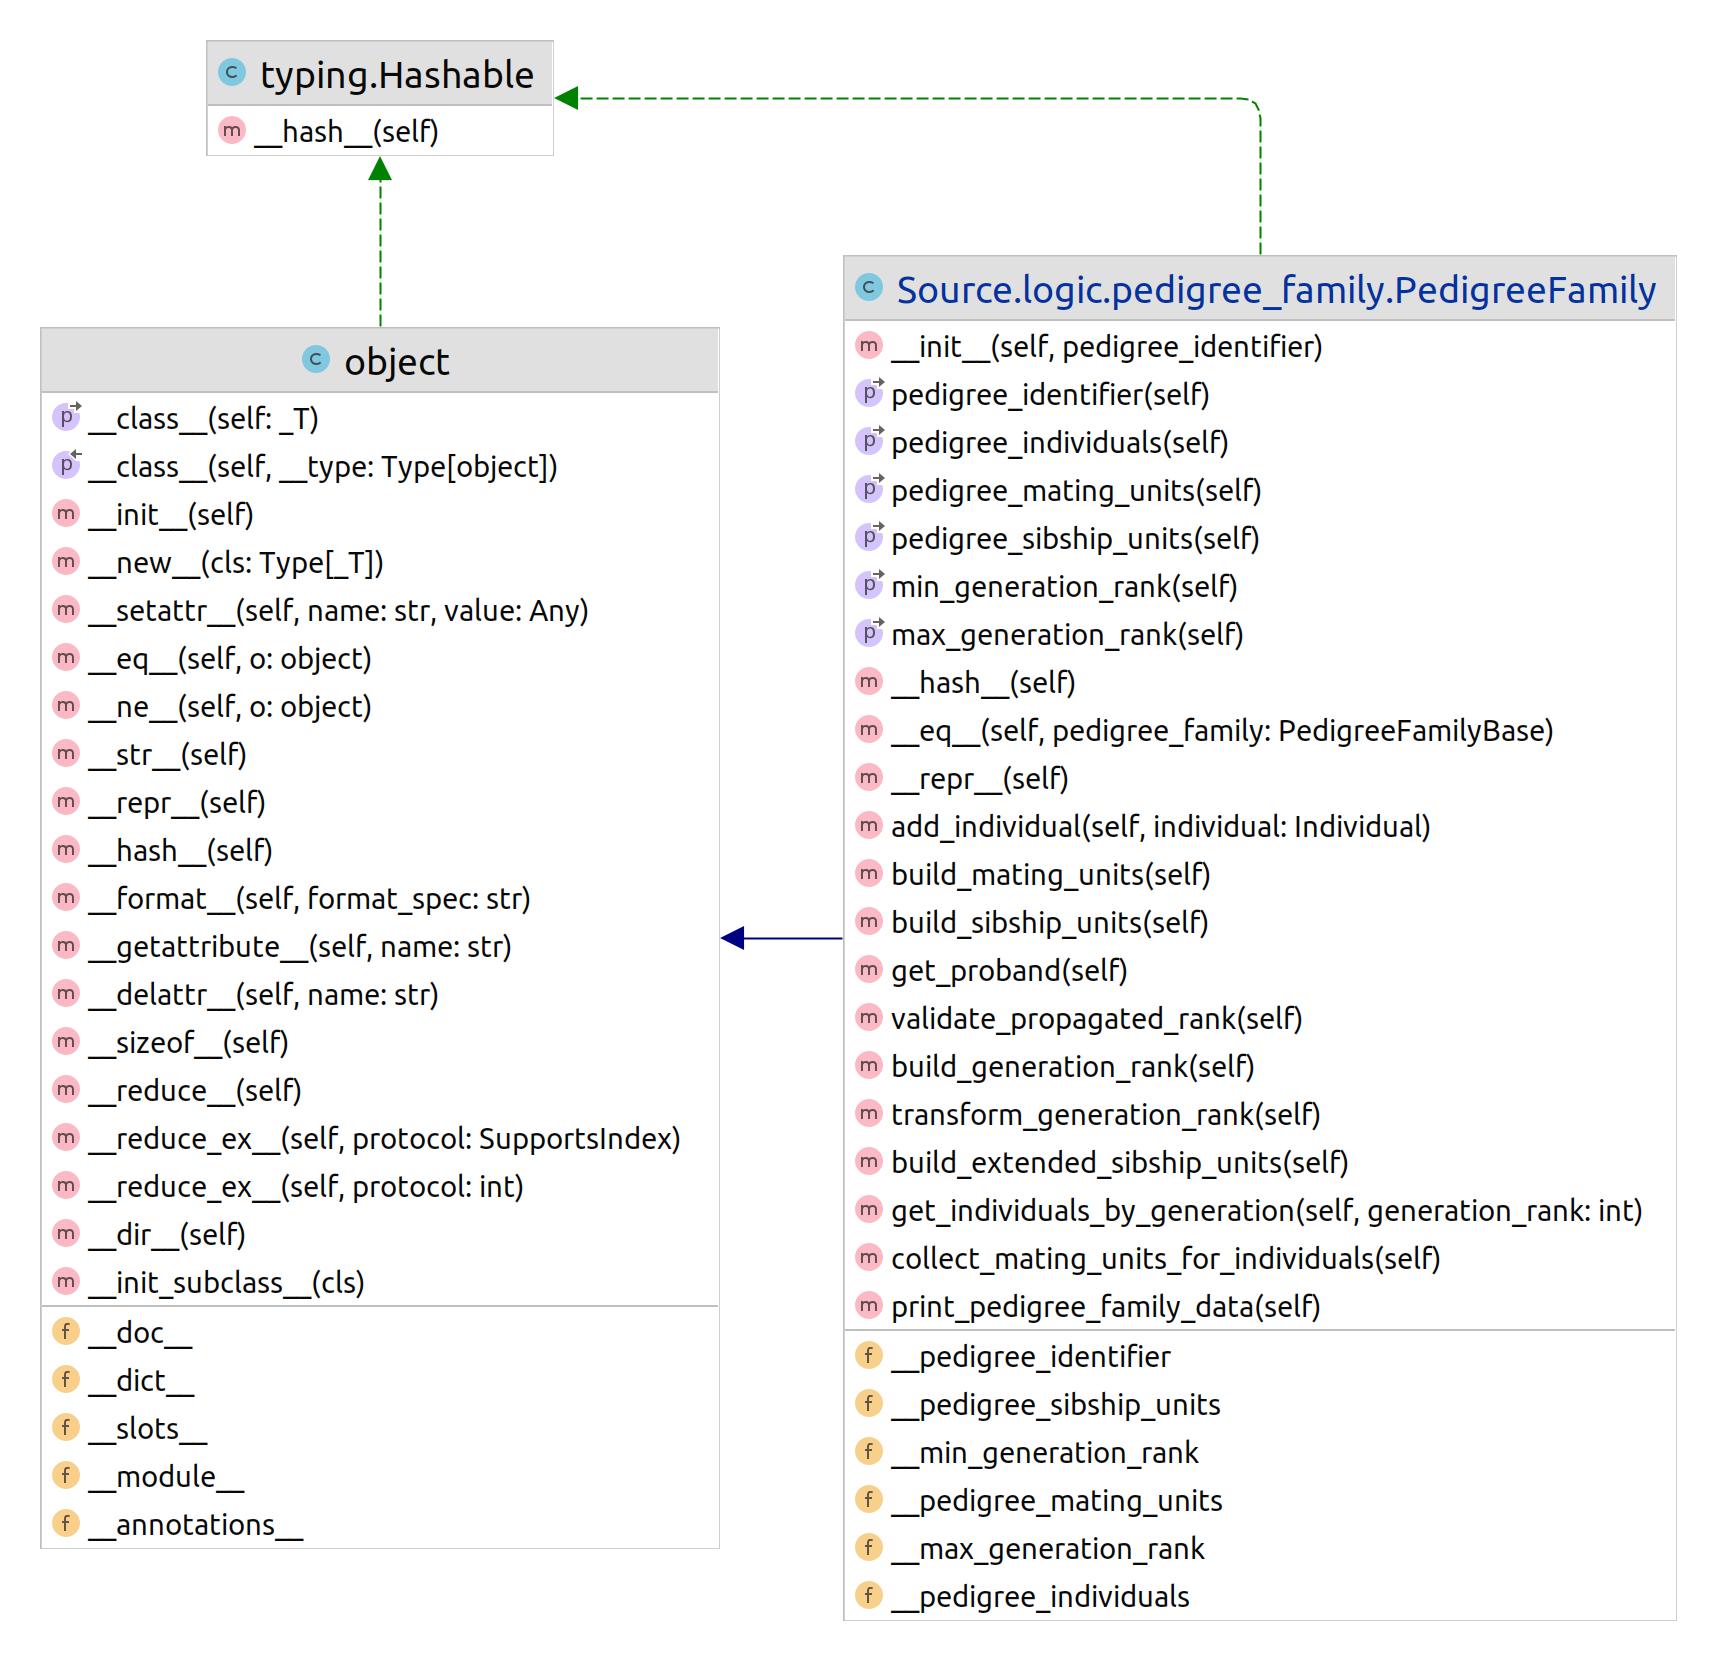 C typing.Hashable
m __hash__(self)
C object
p __class__(self: _T)
p __class__(self, __type: Type[object])
m __init__(self)
m __new__(cls: Type[_T])
m __setattr__(self, name: str, value: Any)
m __eq__(self, o: object)
m __ne__(self, o: object)
m __str__(self)
m __repr__(self)
m __hash__(self)
m __format__(self, format_spec: str)
m __getattribute__(self, name: str)
m __delattr__(self, name: str)
m __sizeof__(self)
m __reduce__(self)
m __reduce_ex__(self, protocol: SupportsIndex)
m __reduce_ex__(self, protocol: int)
m __dir__(self)
m __init_subclass__(cls)
f __doc__
f __dict__
f __slots__
f __module__
f __annotations__
C Source.logic.pedigree_family.PedigreeFamily
m __init__(self, pedigree_identifier)
p pedigree_identifier(self)
p pedigree_individuals(self)
p pedigree_mating_units(self)
p pedigree_sibship_units(self)
p min_generation_rank(self)
p max_generation_rank(self)
m __hash__(self)
m __eq__(self, pedigree_family: PedigreeFamilyBase)
m __repr__(self)
m add_individual(self, individual: Individual)
m build_mating_units(self)
m build_sibship_units(self)
m get_proband(self)
m validate_propagated_rank(self)
m build_generation_rank(self)
m transform_generation_rank(self)
m build_extended_sibship_units(self)
m get_individuals_by_generation(self, generation_rank: int)
m collect_mating_units_for_individuals(self)
m print_pedigree_family_data(self)
f __pedigree_identifier
f __pedigree_sibship_units
f __min_generation_rank
f __pedigree_mating_units
f __max_generation_rank
f __pedigree_individuals